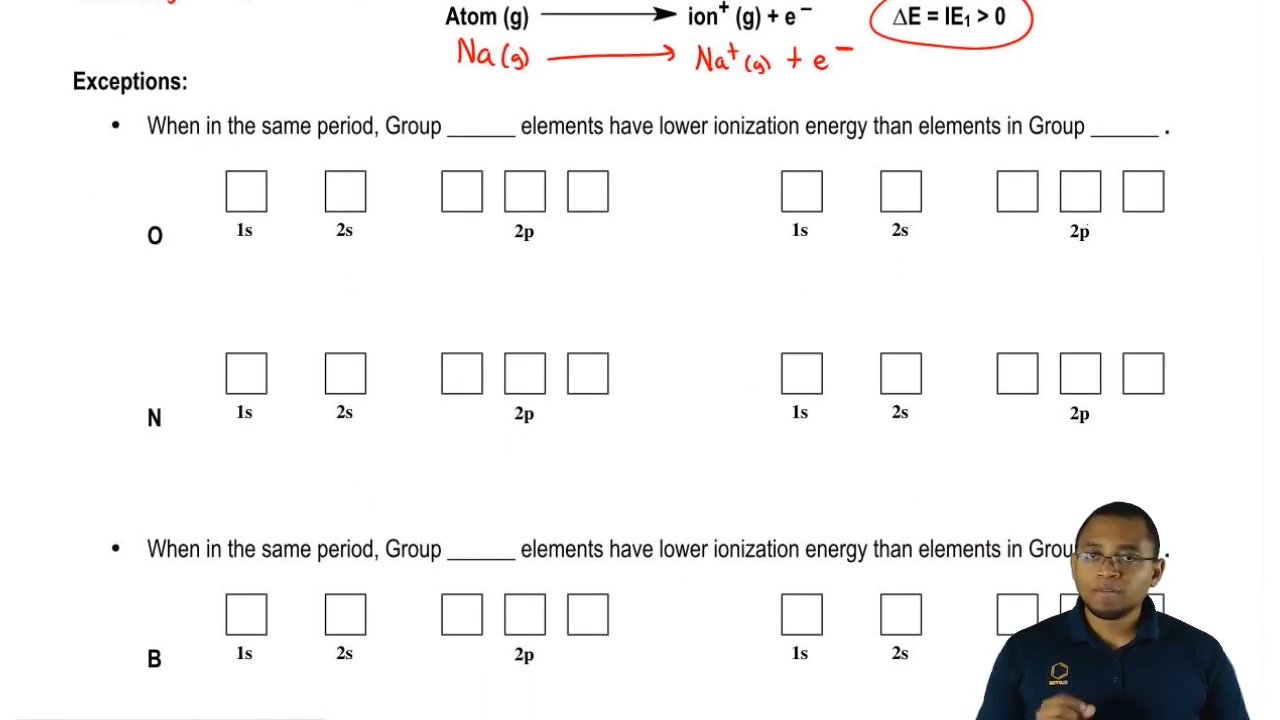 Atom (g) ⟶ ion⁺ (g) + e⁻ ΔE = IE₁ > 0
Na (g) ⟶ Na⁺ (g) + e⁻
Exceptions:
• When in the same period, Group ______ elements have lower ionization energy than elements in Group ______ .
1s 2s 2p 1s 2s 2p
O
1s 2s 2p 1s 2s 2p
N
• When in the same period, Group ______ elements have lower ionization energy than elements in .
1s 2s 2p 1s 2s
B